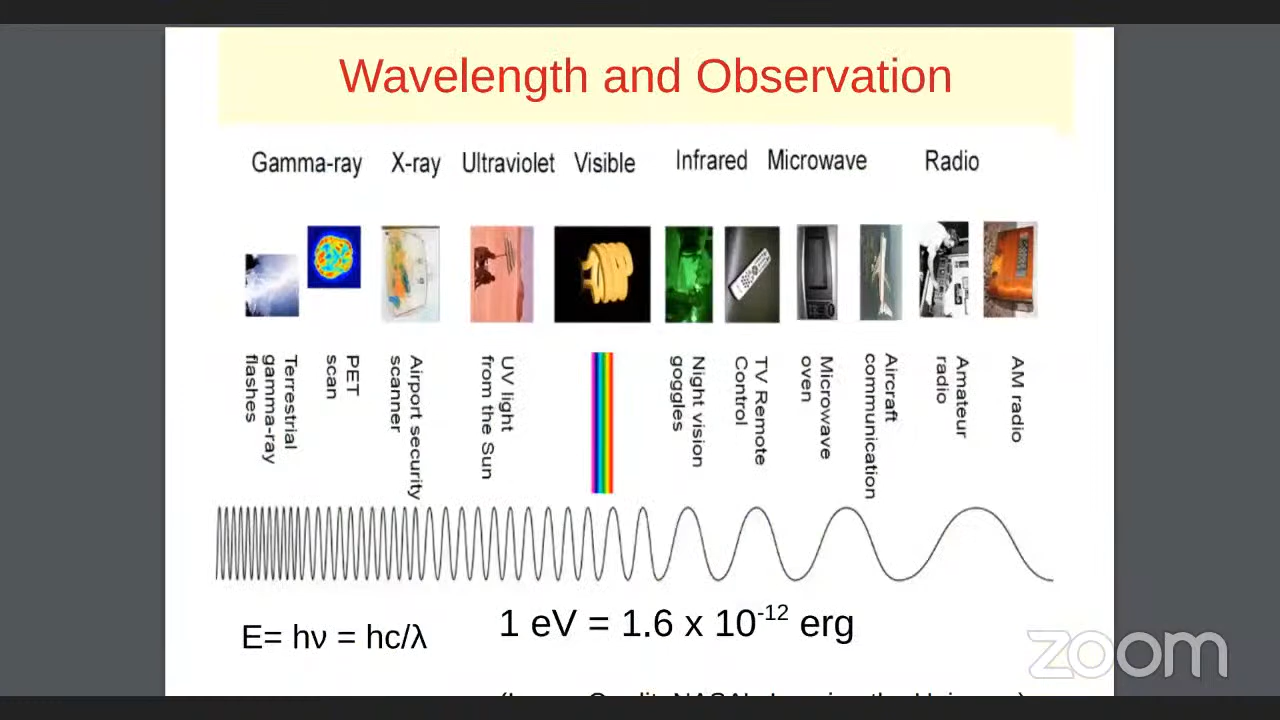 Wavelength and Observation
Gamma-ray X-ray Ultraviolet Visible Infrared Microwave Radio
Terrestrial
gamma-ray
flashes
PET
scan
Airport security
scanner
UV light
from the Sun
Night vision
goggles
TV Remote
Control
Microwave
oven
Aircraft
communication
Amateur
radio
AM radio
E= hν = hc/λ
1 eV = 1.6 x 10⁻¹² erg
zoom